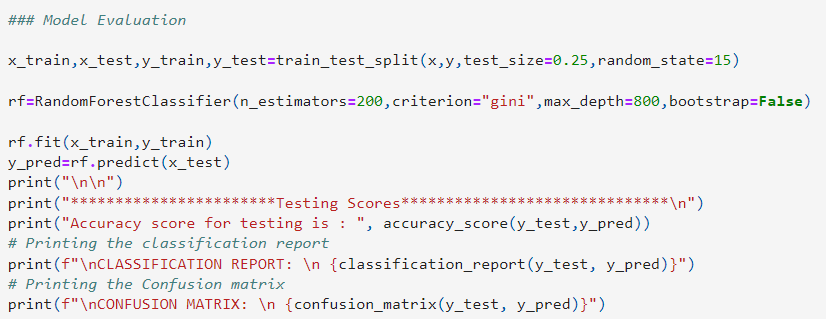 ### Model Evaluation
x_train,x_test,y_train,y_test=train_test_split(x,y,test_size=0.25,random_state=15)
rf=RandomForestClassifier(n_estimators=200,criterion="gini",max_depth=800,bootstrap=False)
rf.fit(x_train,y_train)
y_pred=rf.predict(x_test)
print("\n\n")
print("***********************Testing Scores******************************\n")
print("Accuracy score for testing is : ", accuracy_score(y_test,y_pred))
# Printing the classification report
print(f"\nCLASSIFICATION REPORT: \n {classification_report(y_test, y_pred)}")
# Printing the Confusion matrix
print(f"\nCONFUSION MATRIX: \n {confusion_matrix(y_test, y_pred)}")